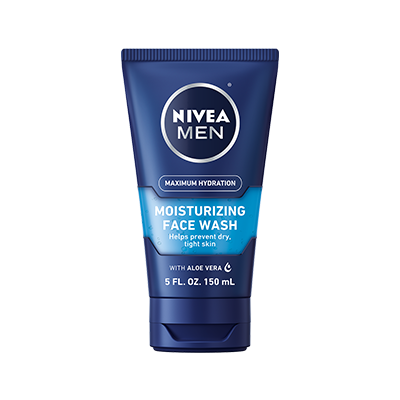 NIVEA
MEN
MAXIMUM HYDRATION
MOISTURIZING
FACE WASH
Helps prevent dry,
tight skin
WITH ALOE VERA
5 FL. OZ. 150 mL